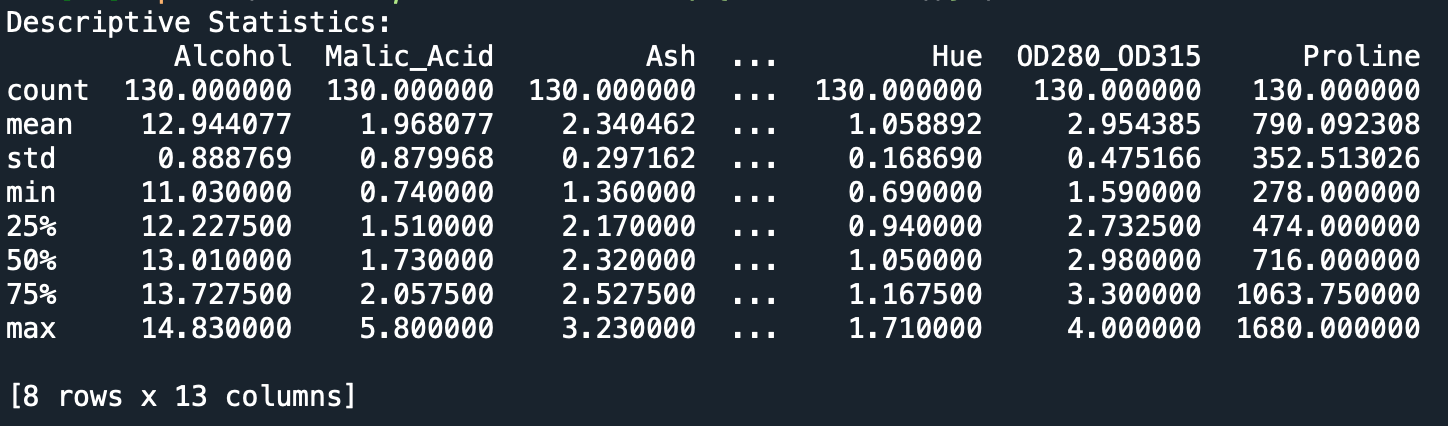 Descriptive Statistics:
Alcohol Malic_Acid Ash ... Hue OD280_OD315 Proline
count 130.000000 130.000000 130.000000 ... 130.000000 130.000000 130.000000
mean 12.944077 1.968077 2.340462 ... 1.058892 2.954385 790.092308
std 0.888769 0.879968 0.297162 ... 0.168690 0.475166 352.513026
min 11.030000 0.740000 1.360000 ... 0.690000 1.590000 278.000000
25% 12.227500 1.510000 2.170000 ... 0.940000 2.732500 474.000000
50% 13.010000 1.730000 2.320000 ... 1.050000 2.980000 716.000000
75% 13.727500 2.057500 2.527500 ... 1.167500 3.300000 1063.750000
max 14.830000 5.800000 3.230000 ... 1.710000 4.000000 1680.000000
[8 rows x 13 columns]